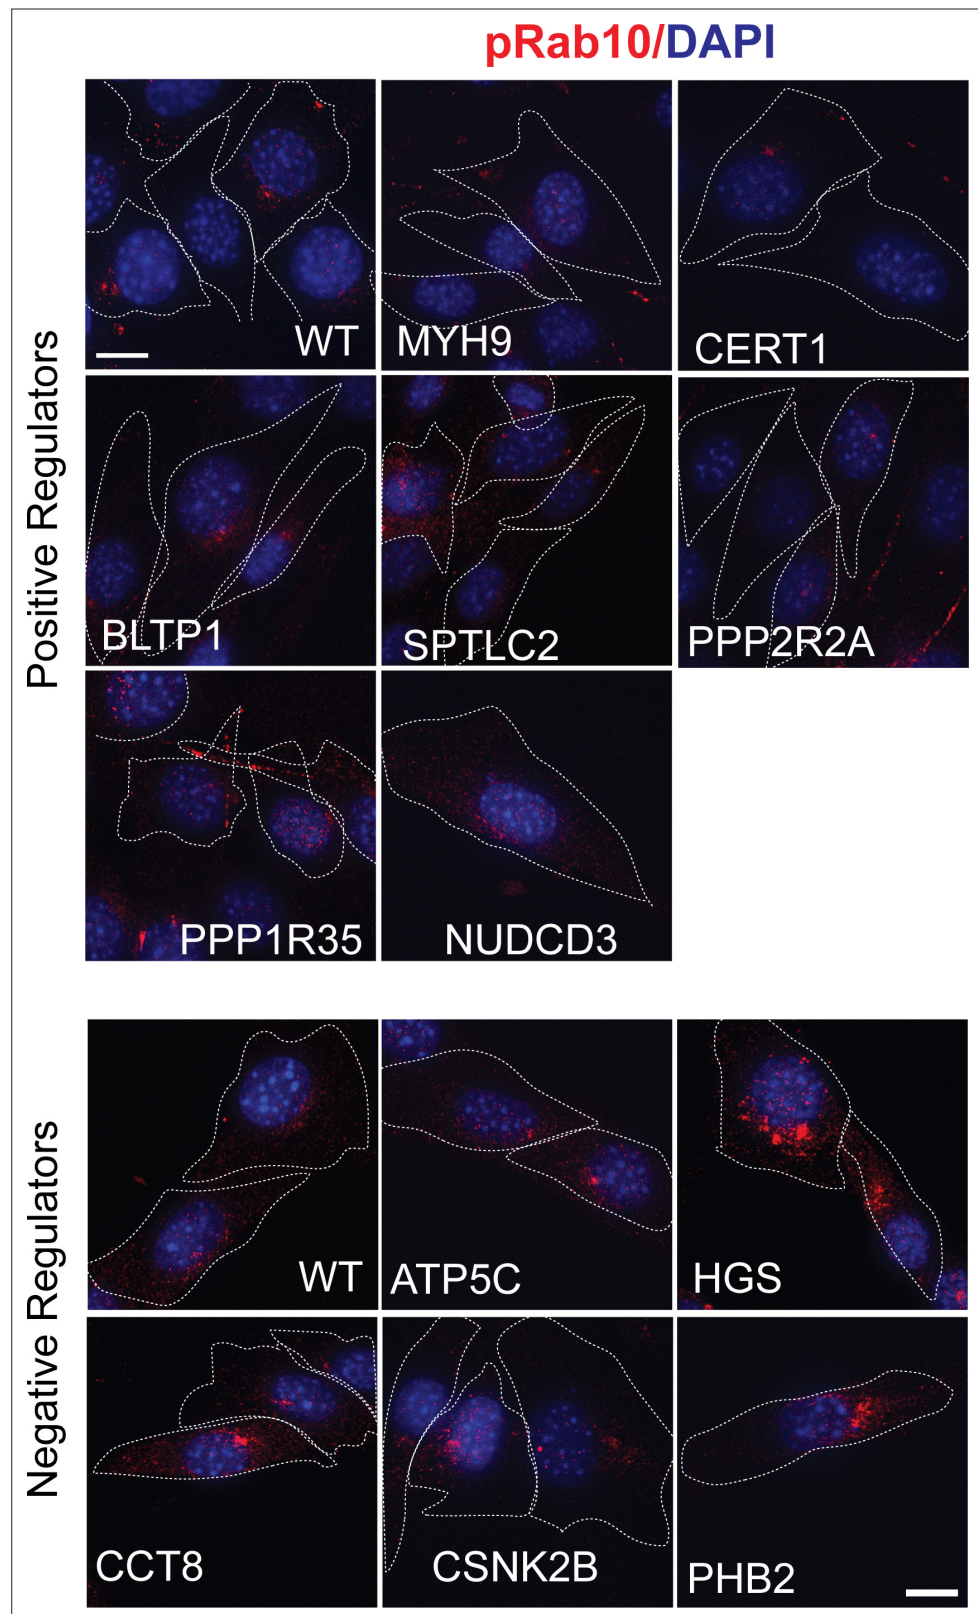 pRab10/DAPI
Positive Regulators
WT
MYH9
CERT1
BLTP1
SPTLC2
PPP2R2A
PPP1R35
NUDCD3
Negative Regulators
WT
ATP5C
HGS
CCT8
CSNK2B
PHB2